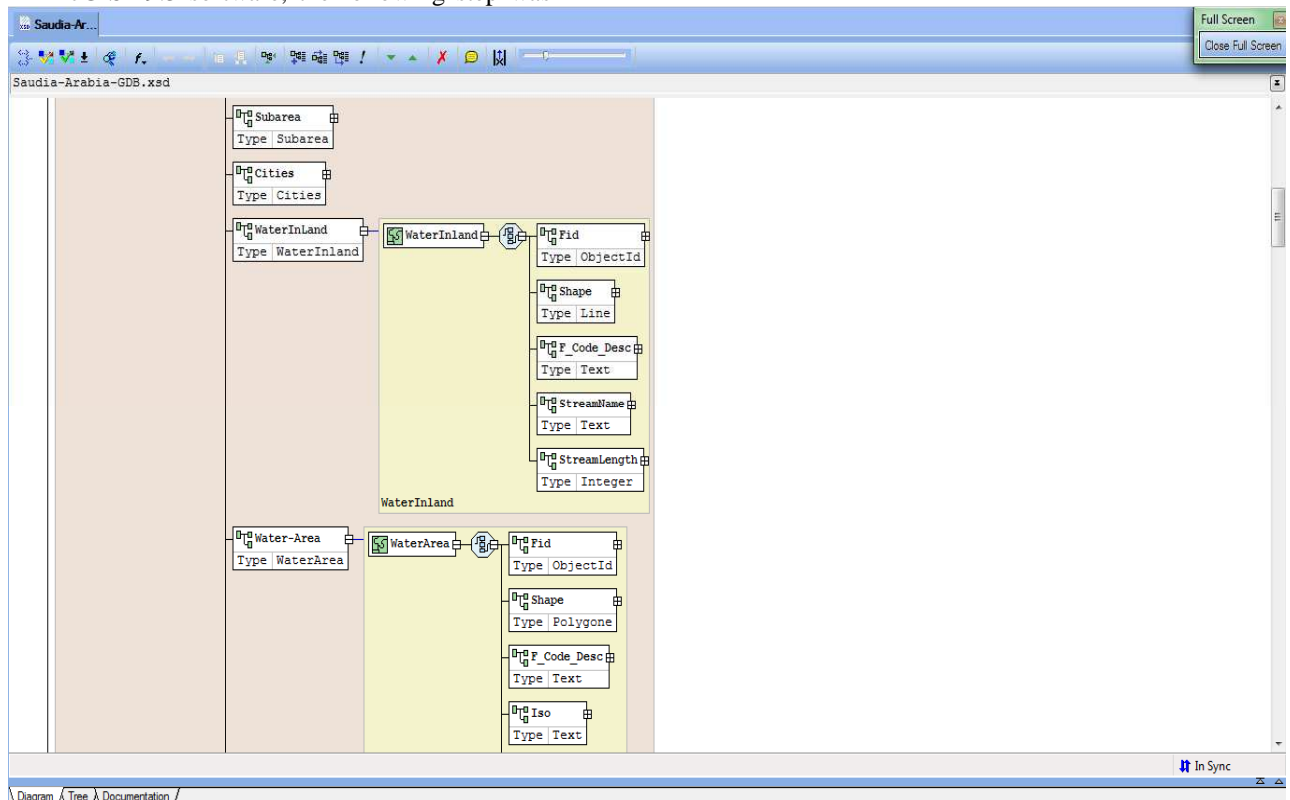 Saudia-Ar...
Full Screen
Close Full Screen
Saudia-Arabia-GDB.xsd
Subarea
Type Subarea
Cities
Type Cities
WaterInLand
Type WaterInland
WaterInland
Fid
Type ObjectId
Shape
Type Line
F_Code_Desc
Type Text
StreamName
Type Text
StreamLength
Type Integer
WaterInland
Water-Area
Type WaterArea
WaterArea
Fid
Type ObjectId
Shape
Type Polygone
F_Code_Desc
Type Text
Iso
Type Text
In Sync
Diagram Tree Documentation